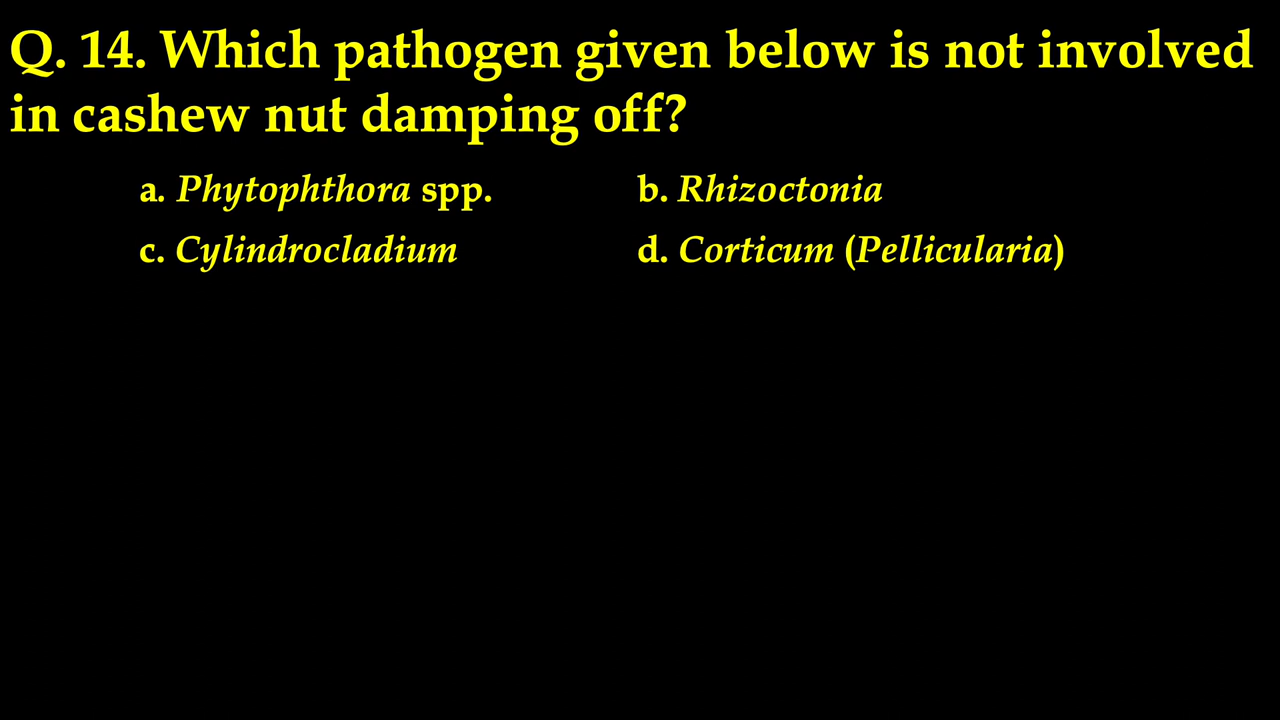 Q. 14. Which pathogen given below is not involved
in cashew nut damping off?
a. Phytophthora spp. b. Rhizoctonia
c. Cylindrocladium d. Corticum (Pellicularia)